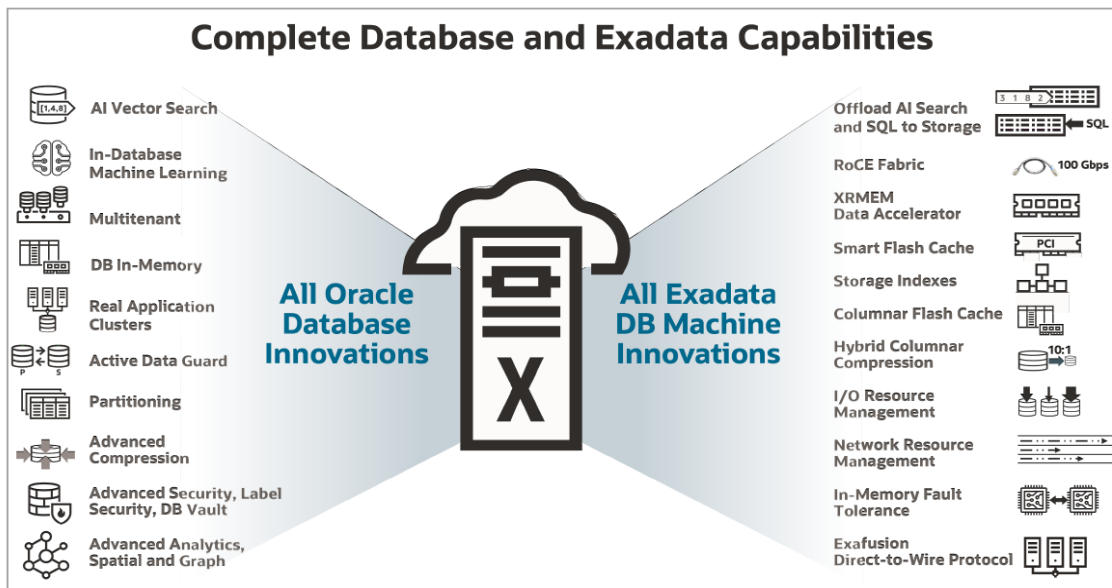 Complete Database and Exadata Capabilities
[1,4,8]
AI Vector Search
In-Database
Machine Learning
Multitenant
DB In-Memory
Real Application
Clusters
P S
Active Data Guard
Partitioning
Advanced
Compression
Advanced Security, Label
Security, DB Vault
Advanced Analytics,
Spatial and Graph
All Oracle
Database
Innovations
X
All Exadata
DB Machine
Innovations
Offload AI Search
and SQL to Storage
3 1 8 2
SQL
RoCE Fabric
100 Gbps
XRMEM
Data Accelerator
Smart Flash Cache
PCI
Storage Indexes
Columnar Flash Cache
Hybrid Columnar
Compression
10:1
I/O Resource
Management
Network Resource
Management
In-Memory Fault
Tolerance
Exafusion
Direct-to-Wire Protocol